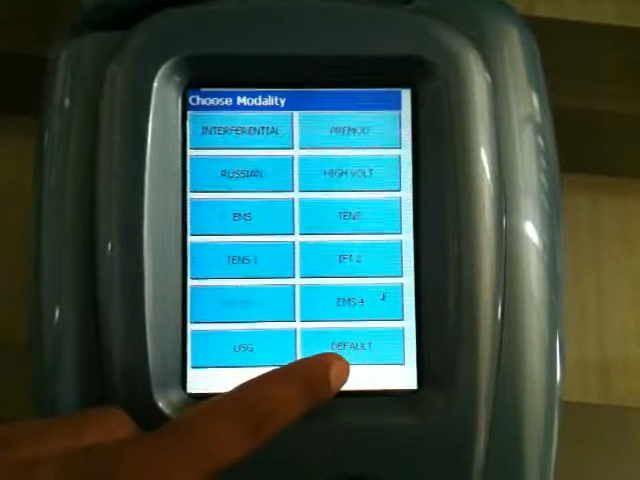 Choose Modality
INTERFERENTIAL
PREMOD
RUSSIAN
HIGH VOLT
EMS
TENS
TENS 1
IFT 2
EMS 4
USG
DEFAULT